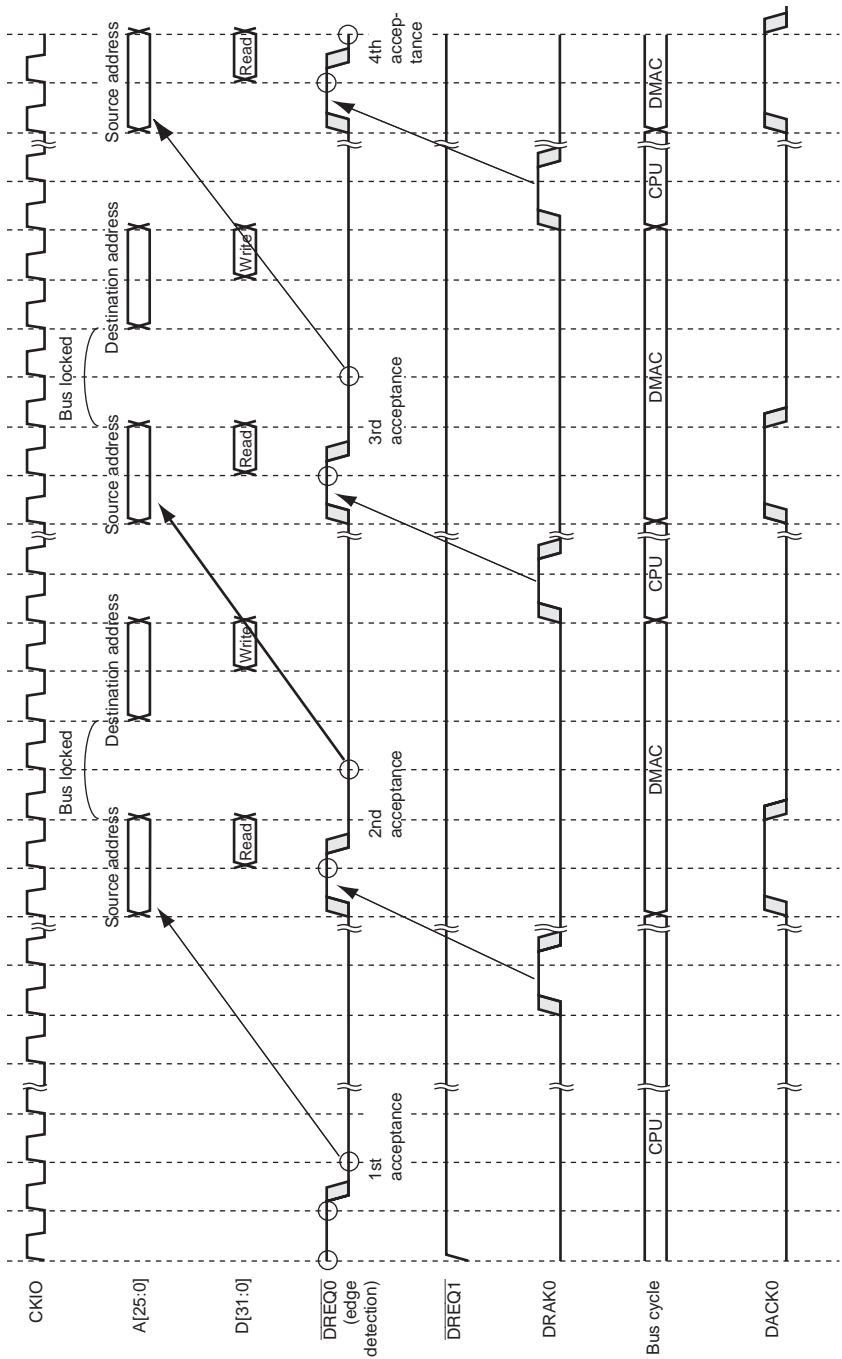 CKIO
Bus locked
Bus locked
Source address
Destination address
Source address
Destination address
Source address
A[25:0]
D[31:0]
Read
Write
Read
Write
Read
DREQ0
(edge
detection)
1st
acceptance
2nd
acceptance
3rd
acceptance
4th
accep-
tance
DREQ1
DRAK0
Bus cycle
CPU
DMAC
CPU
DMAC
CPU
DMAC
DACK0